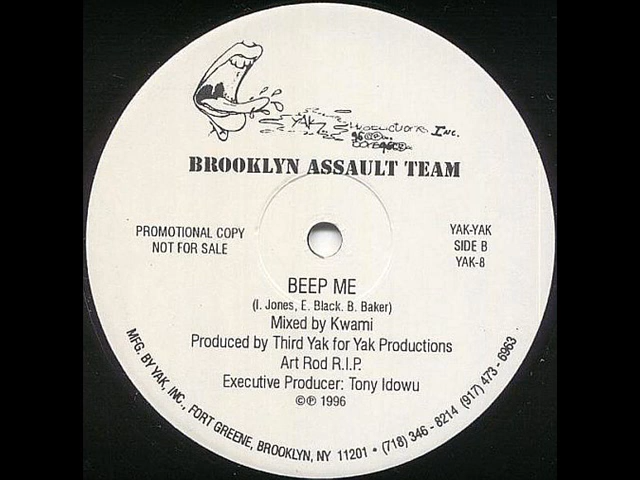 YAK
INC.
BROOKLYN ASSAULT TEAM
PROMOTIONAL COPY
NOT FOR SALE
YAK-YAK
SIDE B
YAK-8
BEEP ME
(I. Jones, E. Black. B. Baker)
Mixed by Kwami
Produced by Third Yak for Yak Productions
Art Rod R.I.P.
Executive Producer: Tony Idowu
©℗ 1996
MFG. BY YAK, INC., FORT GREENE, BROOKLYN, NY 11201 • (718) 346-8214 (917) 473-6963